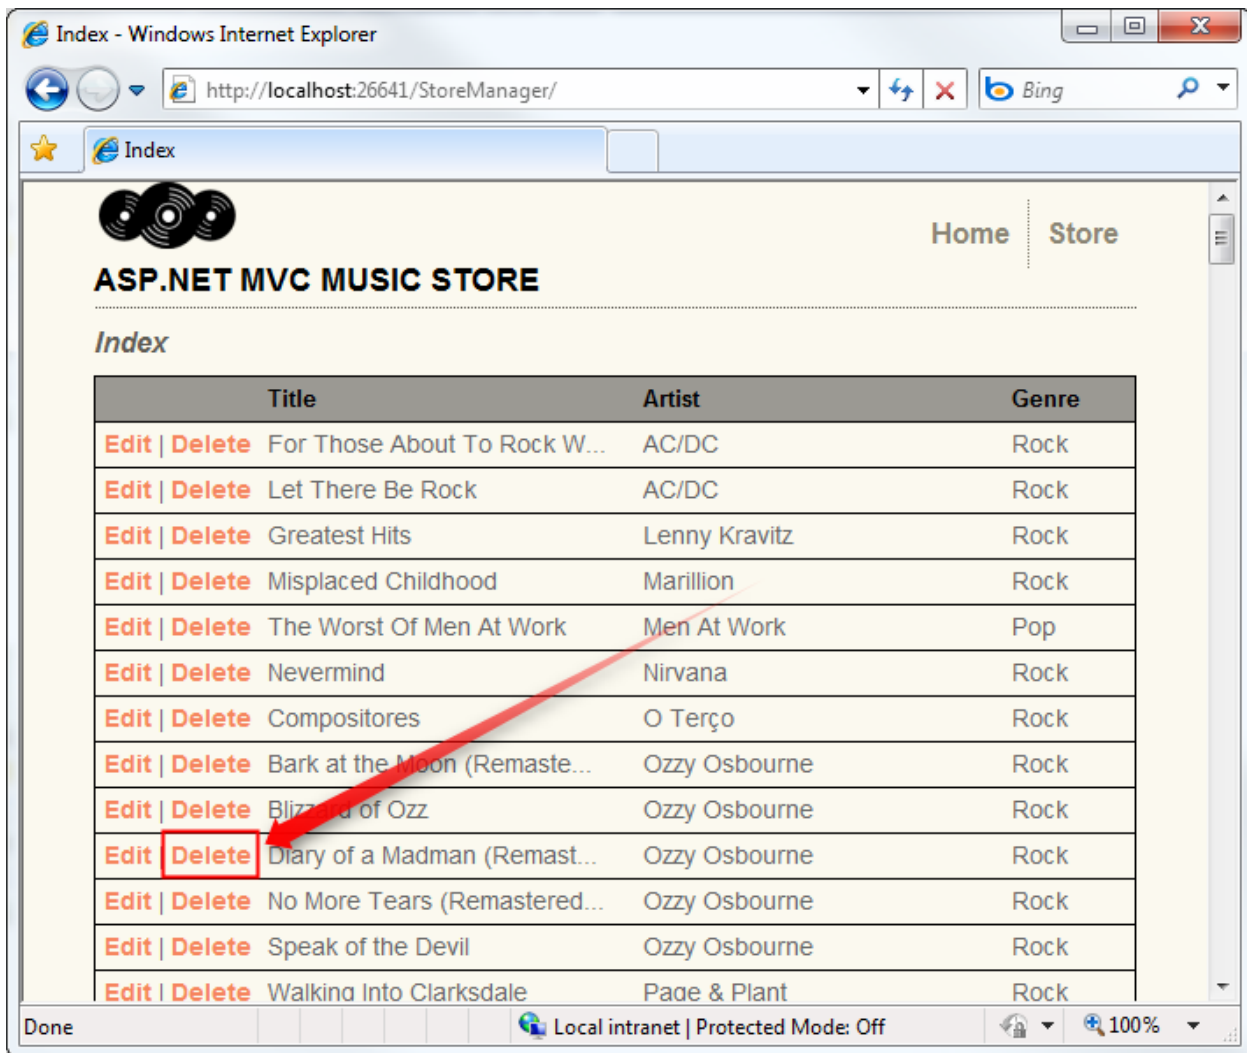 Index - Windows Internet Explorer
http://localhost:26641/StoreManager/ Bing
Index
Home Store
ASP.NET MVC MUSIC STORE
Index
Title Artist Genre
Edit | Delete For Those About To Rock W... AC/DC Rock
Edit | Delete Let There Be Rock AC/DC Rock
Edit | Delete Greatest Hits Lenny Kravitz Rock
Edit | Delete Misplaced Childhood Marillion Rock
Edit | Delete The Worst Of Men At Work Men At Work Pop
Edit | Delete Nevermind Nirvana Rock
Edit | Delete Compositores O Terço Rock
Edit | Delete Bark at the Moon (Remaste... Ozzy Osbourne Rock
Edit | Delete Blizzard of Ozz Ozzy Osbourne Rock
Edit | Delete Diary of a Madman (Remast... Ozzy Osbourne Rock
Edit | Delete No More Tears (Remastered... Ozzy Osbourne Rock
Edit | Delete Speak of the Devil Ozzy Osbourne Rock
Edit | Delete Walking Into Clarksdale Page & Plant Rock
Done Local intranet | Protected Mode: Off 100%